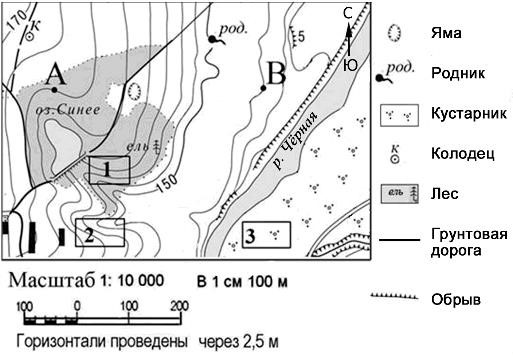 170
К
А
род.
5
С
Ю
В
оз.Синее
ель
1
150
р. Чёрная
2
3
Яма
род.
Родник
Кустарник
К
Колодец
ель
Лес
Грунтовая
дорога
Обрыв
Масштаб 1: 10 000 В 1 см 100 м
100 0 100 200
Горизонтали проведены через 2,5 м